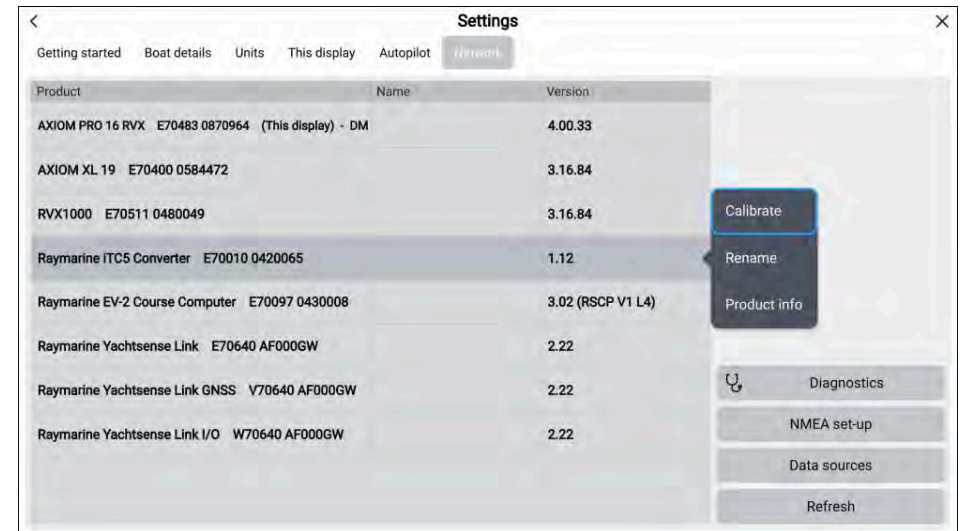 Settings
Getting started Boat details Units This display Autopilot Network
Product Name Version
AXIOM PRO 16 RVX E70483 0870964 (This display) - DM 4.00.33
AXIOM XL 19 E70400 0584472 3.16.84
RVX1000 E70511 0480049 3.16.84
Calibrate
Raymarine iTC5 Converter E70010 0420065 1.12
Rename
Raymarine EV-2 Course Computer E70097 0430008 3.02 (RSCP V1 L4)
Product info
Raymarine Yachtsense Link E70640 AF000GW 2.22
Raymarine Yachtsense Link GNSS V70640 AF000GW 2.22
Diagnostics
Raymarine Yachtsense Link I/O W70640 AF000GW 2.22
NMEA set-up
Data sources
Refresh